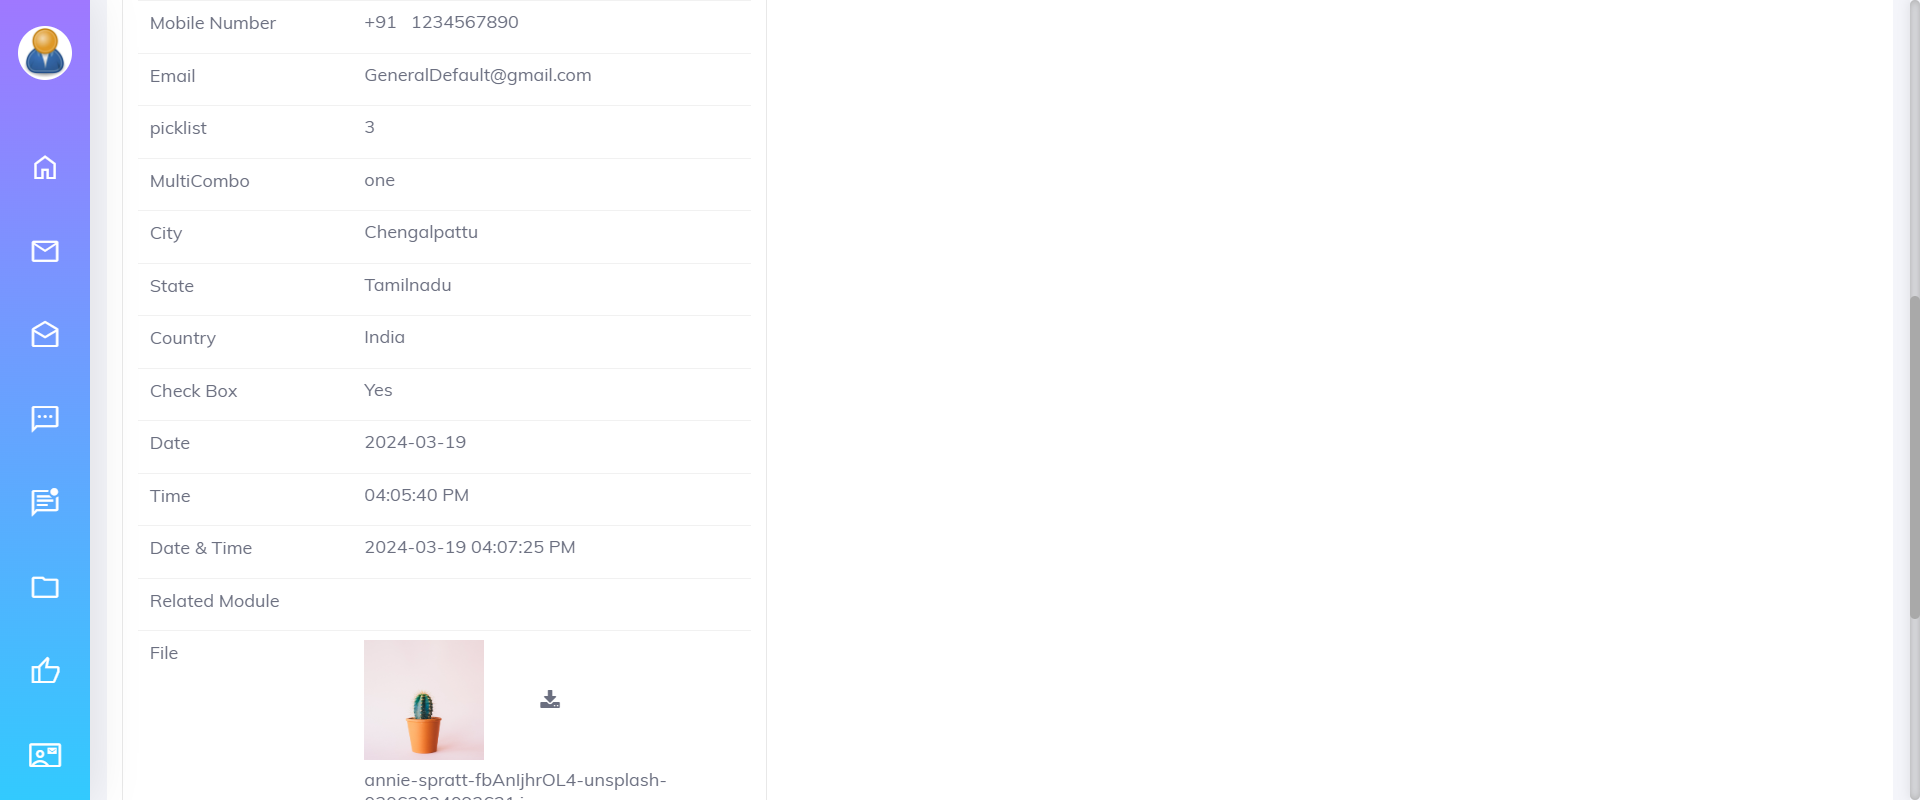 Mobile Number +91 1234567890
Email GeneralDefault@gmail.com
picklist 3
MultiCombo one
City Chengalpattu
State Tamilnadu
Country India
Check Box Yes
Date 2024-03-19
Time 04:05:40 PM
Date & Time 2024-03-19 04:07:25 PM
Related Module
File
annie-spratt-fbAnIjhrOL4-unsplash-